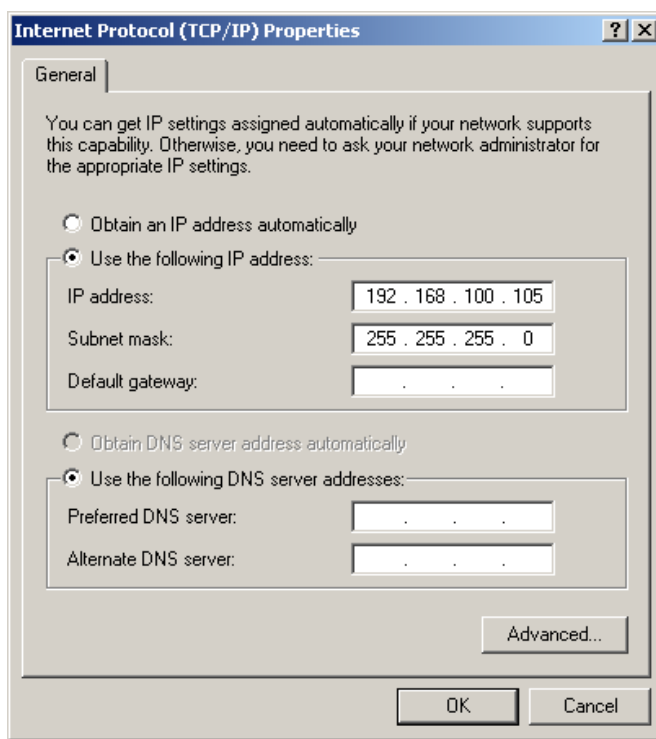 Internet Protocol (TCP/IP) Properties
General
You can get IP settings assigned automatically if your network supports
this capability. Otherwise, you need to ask your network administrator for
the appropriate IP settings.
Obtain an IP address automatically
Use the following IP address:
IP address: 192 . 168 . 100 . 105
Subnet mask: 255 . 255 . 255 . 0
Default gateway: . . .
Obtain DNS server address automatically
Use the following DNS server addresses:
Preferred DNS server: . . .
Alternate DNS server: . . .
Advanced...
OK Cancel